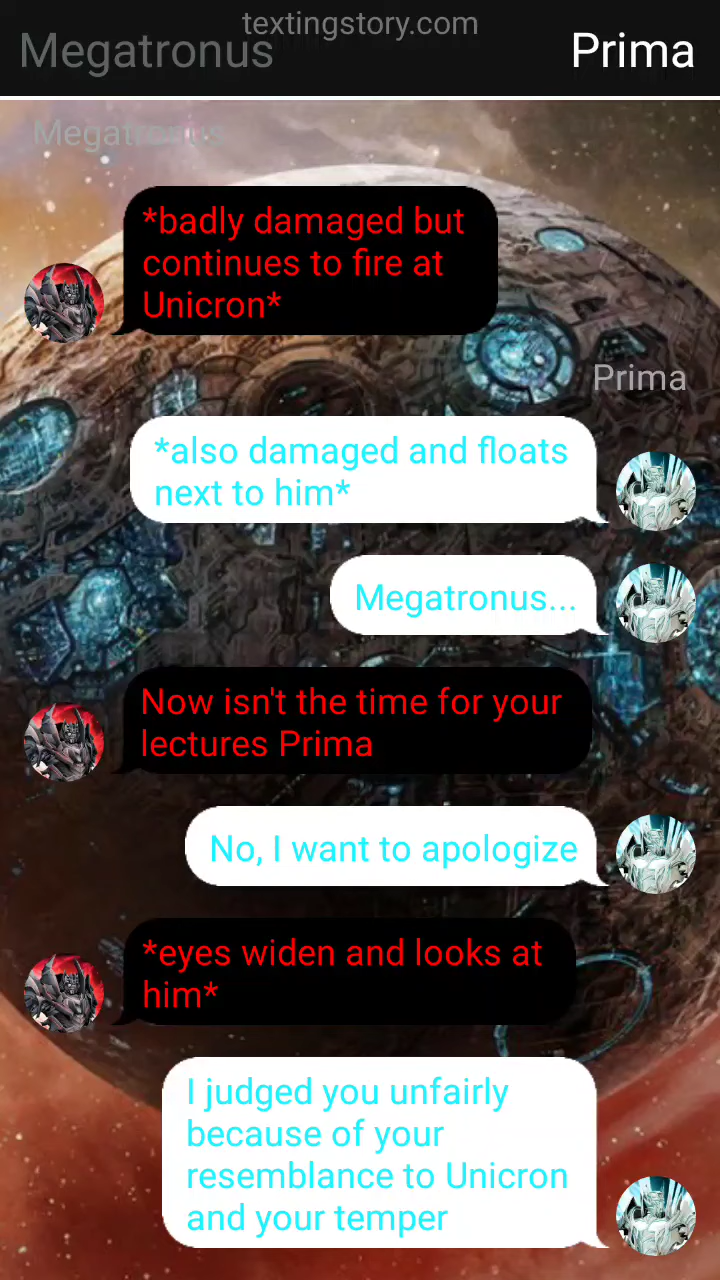 textingstory.com
Megatronus
Prima
Megatronus
*badly damaged but
continues to fire at
Unicron*
Prima
*also damaged and floats
next to him*
Megatronus...
Now isn't the time for your
lectures Prima
No, I want to apologize
*eyes widen and looks at
him*
I judged you unfairly
because of your
resemblance to Unicron
and your temper